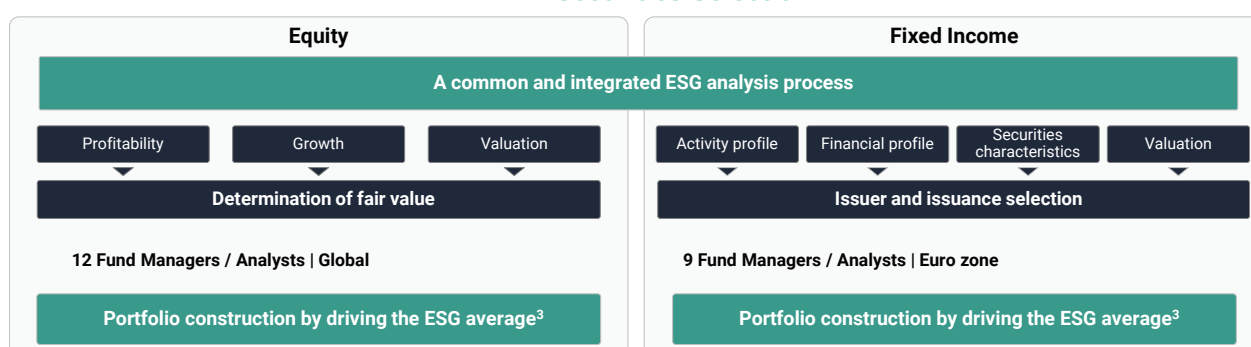 Equity
Fixed Income
A common and integrated ESG analysis process
Profitability
Growth
Valuation
Activity profile
Financial profile
Securities
characteristics
Valuation
Determination of fair value
Issuer and issuance selection
12 Fund Managers / Analysts | Global
9 Fund Managers / Analysts | Euro zone
Portfolio construction by driving the ESG average³
Portfolio construction by driving the ESG average³